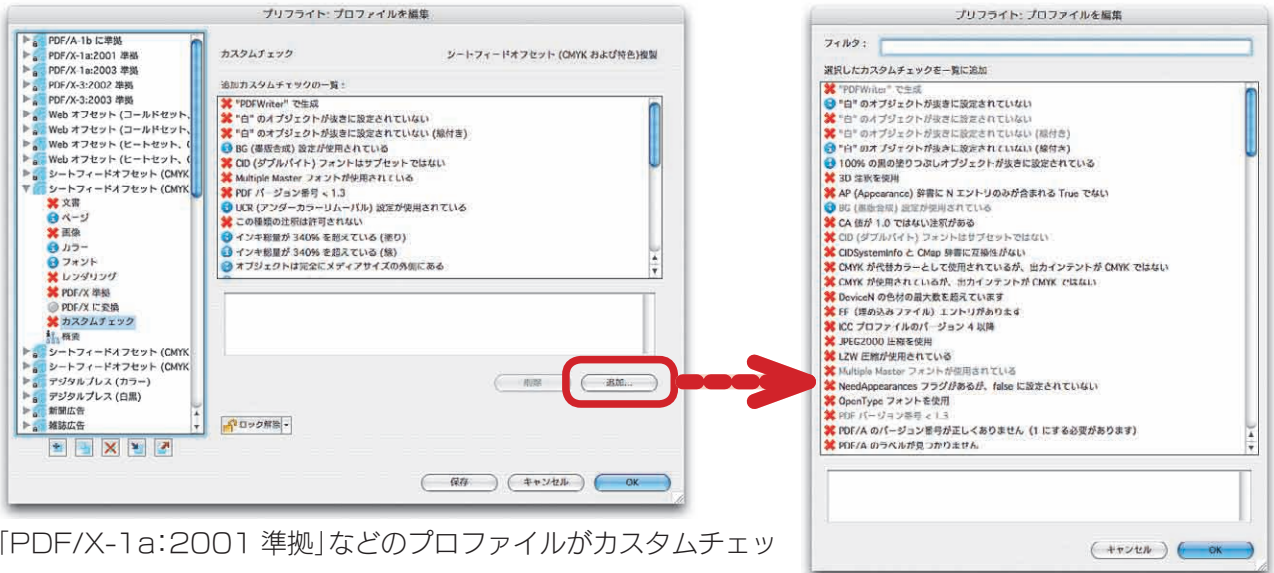 プリフライト: プロファイルを編集
PDF/A-1b に準拠
PDF/X-1a:2001 準拠
PDF/X-1a:2003 準拠
PDF/X-3:2002 準拠
PDF/X-3:2003 準拠
Web オフセット (コールドセット、
Web オフセット (コールドセット、
Web オフセット (ヒートセット、(
Web オフセット (ヒートセット、(
シートフィードオフセット (CMYK
シートフィードオフセット (CMYK
文書
ページ
画像
カラー
フォント
レンダリング
PDF/X 準拠
PDF/X に変換
カスタムチェック
概要
シートフィードオフセット (CMYK
シートフィードオフセット (CMYK
デジタルプレス (カラー)
デジタルプレス (白黒)
新聞広告
雑誌広告
カスタムチェック
シートフィードオフセット (CMYK および特色)複製
追加カスタムチェックの一覧:
"PDFWriter" で生成
"白" のオブジェクトが抜きに設定されていない
"白" のオブジェクトが抜きに設定されていない (線付き)
BG (墨版合成) 設定が使用されている
CID (ダブルバイト) フォントはサブセットではない
Multiple Master フォントが使用されている
PDF バージョン番号 < 1.3
UCR (アンダーカラーリムーバル) 設定が使用されている
この種類の注釈は許可されない
インキ総量が 340% を超えている (塗り)
インキ総量が 340% を超えている (線)
オブジェクトは完全にメディアサイズの外側にある
削除
追加...
ロック解除
保存
キャンセル
OK
プリフライト: プロファイルを編集
フィルタ:
選択したカスタムチェックを一覧に追加
"PDFWriter" で生成
"白" のオブジェクトが抜きに設定されていない
"白" のオブジェクトが抜きに設定されていない
"白" のオブジェクトが抜きに設定されていない (線付き)
"白" のオブジェクトが抜きに設定されていない (線付き)
100% の黒の塗りつぶしオブジェクトが抜きに設定されている
3D 注釈を使用
AP (Appearance) 辞書に N エントリのみが含まれる True でない
BG (墨版合成) 設定が使用されている
CA 値が 1.0 ではない注釈がある
CID (ダブルバイト) フォントはサブセットではない
CIDSystemInfo と CMap 辞書に互換性がない
CMYK が代替カラーとして使用されているが、出力インテントが CMYK ではない
CMYK が使用されているが、出力インテントが CMYK ではない
DeviceN の色材の最大数を超えています
EF (埋め込みファイル) エントリがあります
ICC プロファイルのバージョン 4 以降
JPEG2000 圧縮を使用
LZW 圧縮が使用されている
Multiple Master フォントが使用されている
NeedAppearances フラグがあるが、false に設定されていない
OpenType フォントを使用
PDF バージョン番号 < 1.3
PDF/A のバージョン番号が正しくありません (1 にする必要があります)
PDF/A のラベルが見つかりません
キャンセル
OK
「PDF/X-1a:2001 準拠」などのプロファイルがカスタムチェッ